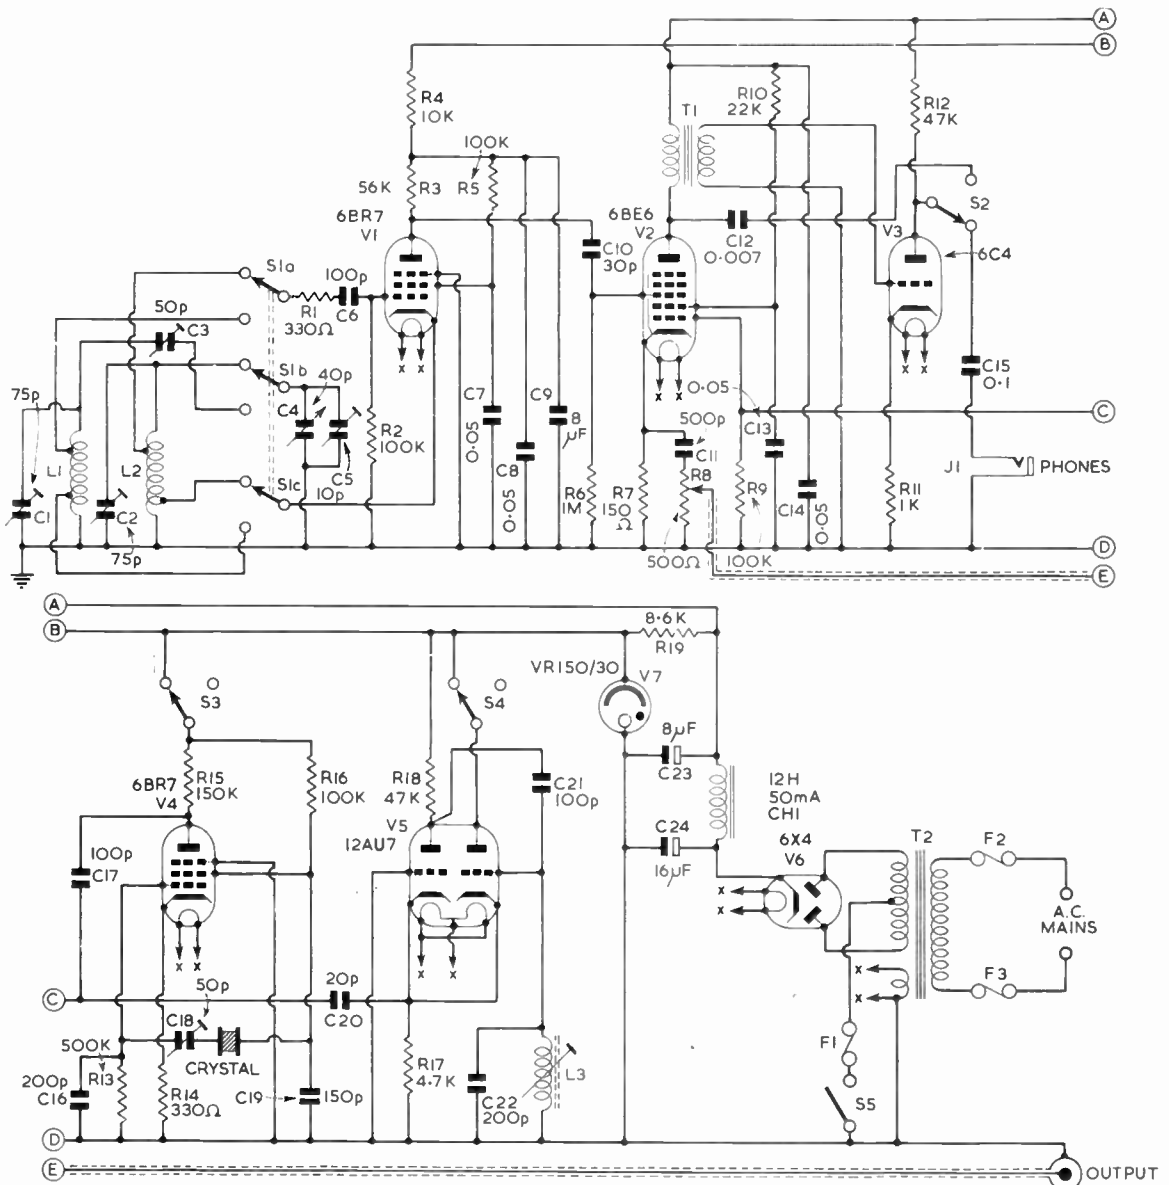 A
B
R4
10K
100K
R5
56K
R3
6BR7
V1
R10
22K
T1
R12
47K
S2
6BE6
V2
C12
0·007
V3
6C4
C10
30p
S1a
100p
C6
R1
330Ω
50p
C3
S1b
40p
C4
C5
10p
S1c
75p
L1
L2
C1
C2
75p
R2
100K
x x
C7
0·05
C8
0·05
C9
8
µF
R6
1M
R7
150
Ω
x x
0·05
C13
500p
C11
R8
500Ω
R9
100K
C14
0·05
x x
R11
1K
C15
0·1
C
J1
PHONES
D
E
A
B
8·6K
R19
VR150/30
V7
S3
S4
8µF
C23
6BR7
V4
R15
150K
R16
100K
R18
47K
V5
12AU7
C21
100p
12H
50mA
CH1
C24
16µF
6X4
V6
T2
F2
x
x
A.C.
MAINS
F3
x
x
100p
C17
x x
x x
C
50p
C18
20p
C20
CRYSTAL
500K
R13
200p
C16
R14
330Ω
C19
150p
R17
4·7K
C22
200p
L3
F1
S5
D
E
OUTPUT